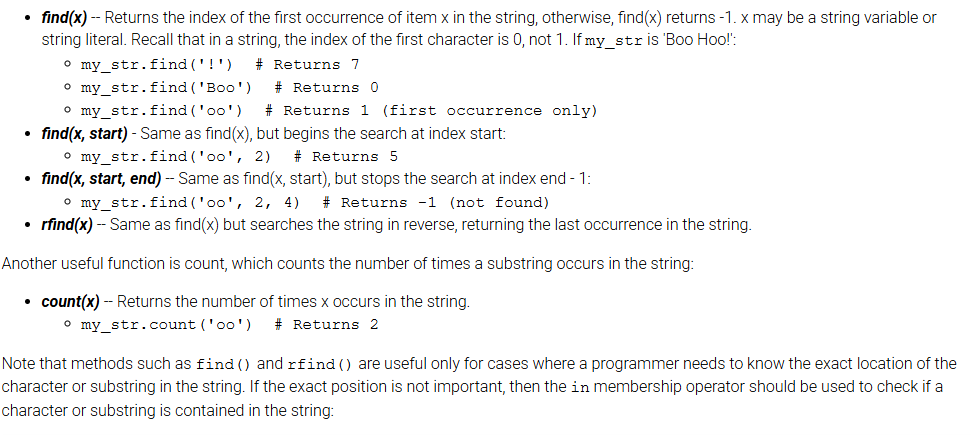 • find(x) -- Returns the index of the first occurrence of item x in the string, otherwise, find(x) returns -1. x may be a string variable or
string literal. Recall that in a string, the index of the first character is 0, not 1. If my_str is 'Boo Hoo!':
◦ my_str.find('!') # Returns 7
◦ my_str.find('Boo') # Returns 0
◦ my_str.find('oo') # Returns 1 (first occurrence only)
• find(x, start) - Same as find(x), but begins the search at index start:
◦ my_str.find('oo', 2) # Returns 5
• find(x, start, end) -- Same as find(x, start), but stops the search at index end - 1:
◦ my_str.find('oo', 2, 4) # Returns -1 (not found)
• rfind(x) -- Same as find(x) but searches the string in reverse, returning the last occurrence in the string.
Another useful function is count, which counts the number of times a substring occurs in the string:
• count(x) -- Returns the number of times x occurs in the string.
◦ my_str.count('oo') # Returns 2
Note that methods such as find() and rfind() are useful only for cases where a programmer needs to know the exact location of the
character or substring in the string. If the exact position is not important, then the in membership operator should be used to check if a
character or substring is contained in the string: